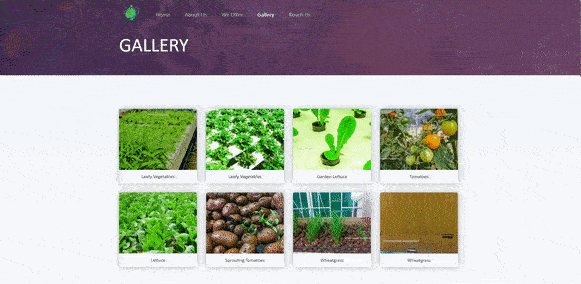 Home About Us We Offer Gallery Reach Us
GALLERY
Leafy Vegetables Leafy Vegetables Garden Lettuce Tomatoes
Lettuce Sprouting Tomatoes Wheatgrass Wheatgrass